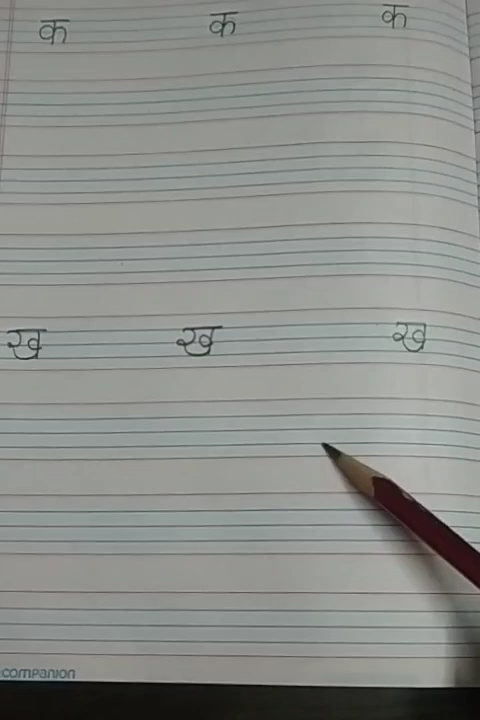 क क क
ख ख ख
companion